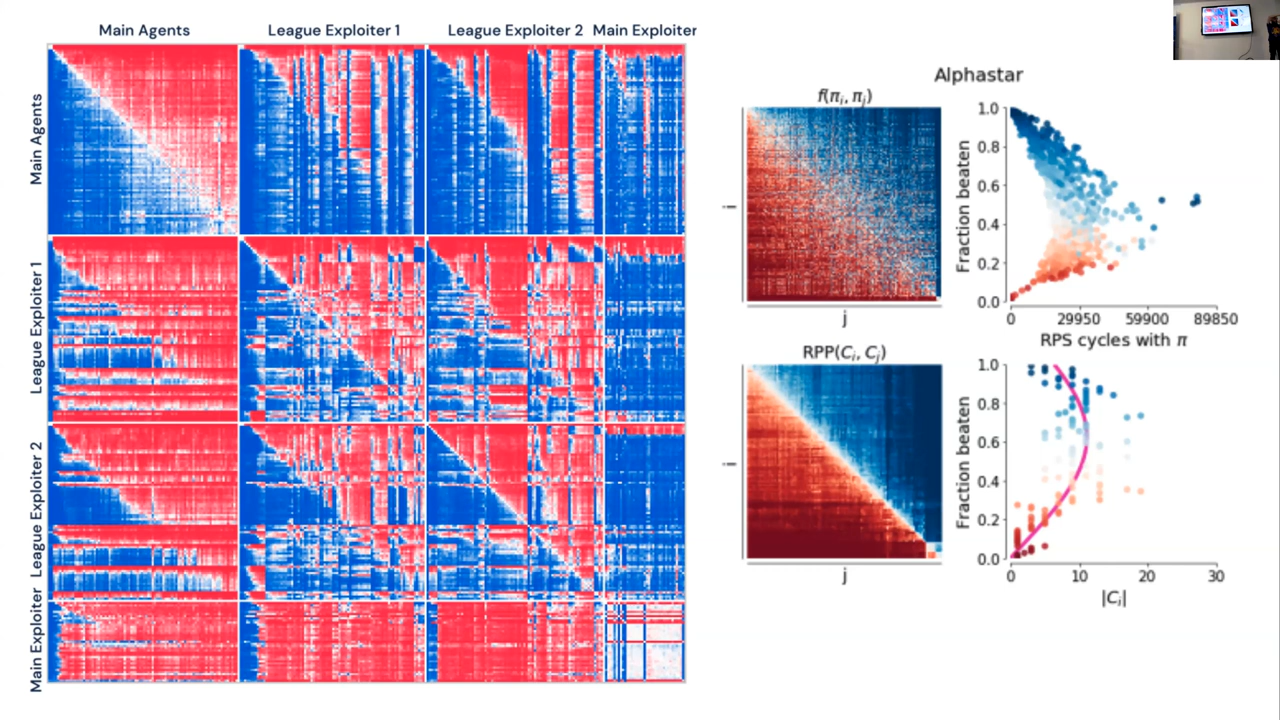 Main Agents
League Exploiter 1
League Exploiter 2
Main Exploiter
Main Agents
League Exploiter 1
League Exploiter 2
Main Exploiter
Alphastar
f(πi, πj)
i
j
Fraction beaten
1.0
0.8
0.6
0.4
0.2
0.0
0
29950
59900
89850
RPS cycles with π
RPP(Ci, Cj)
i
j
Fraction beaten
1.0
0.8
0.6
0.4
0.2
0.0
0
10
20
30
|Ci|